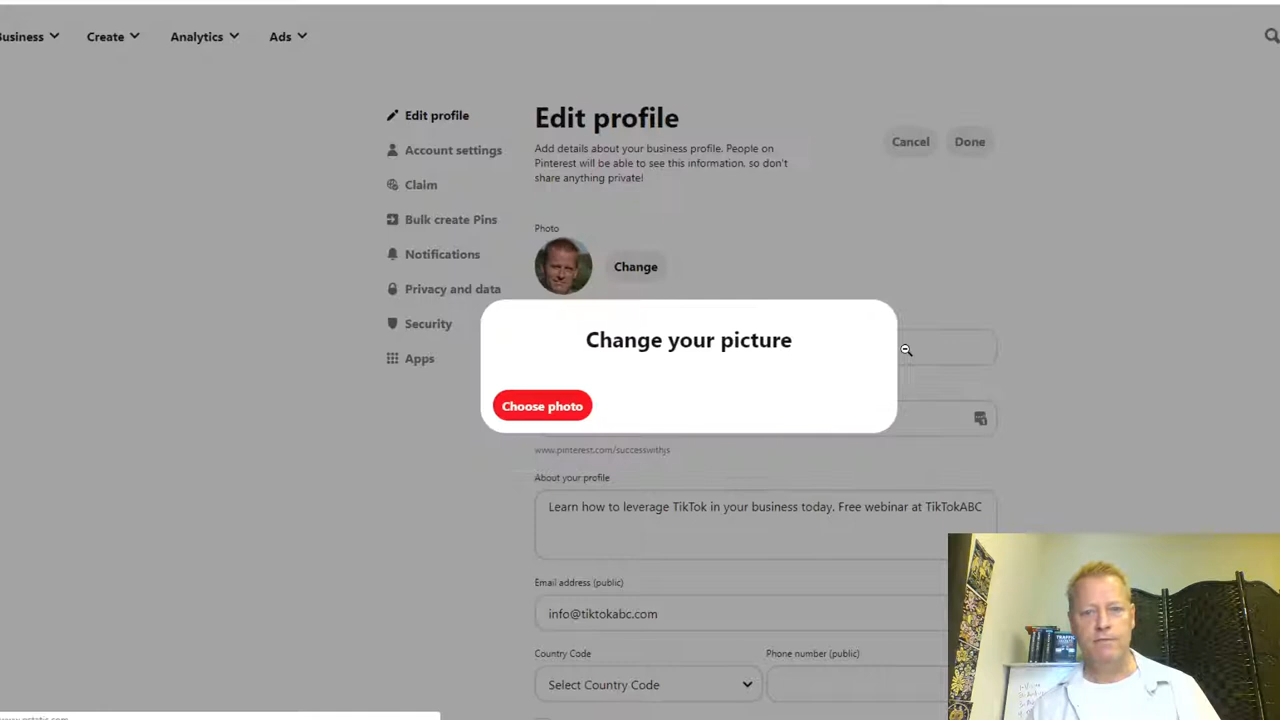 Business
Create
Analytics
Ads
Edit profile
Account settings
Claim
Bulk create Pins
Notifications
Privacy and data
Security
Apps
Edit profile
Add details about your business profile. People on
Pinterest will be able to see this information, so don't
share anything private!
Cancel
Done
Photo
Change
Change your picture
Choose photo
www.pinterest.com/successwithjs
About your profile
Learn how to leverage TikTok in your business today. Free webinar at TikTokABC
Email address (public)
info@tiktokabc.com
Country Code
Phone number (public)
Select Country Code
TRAFFIC